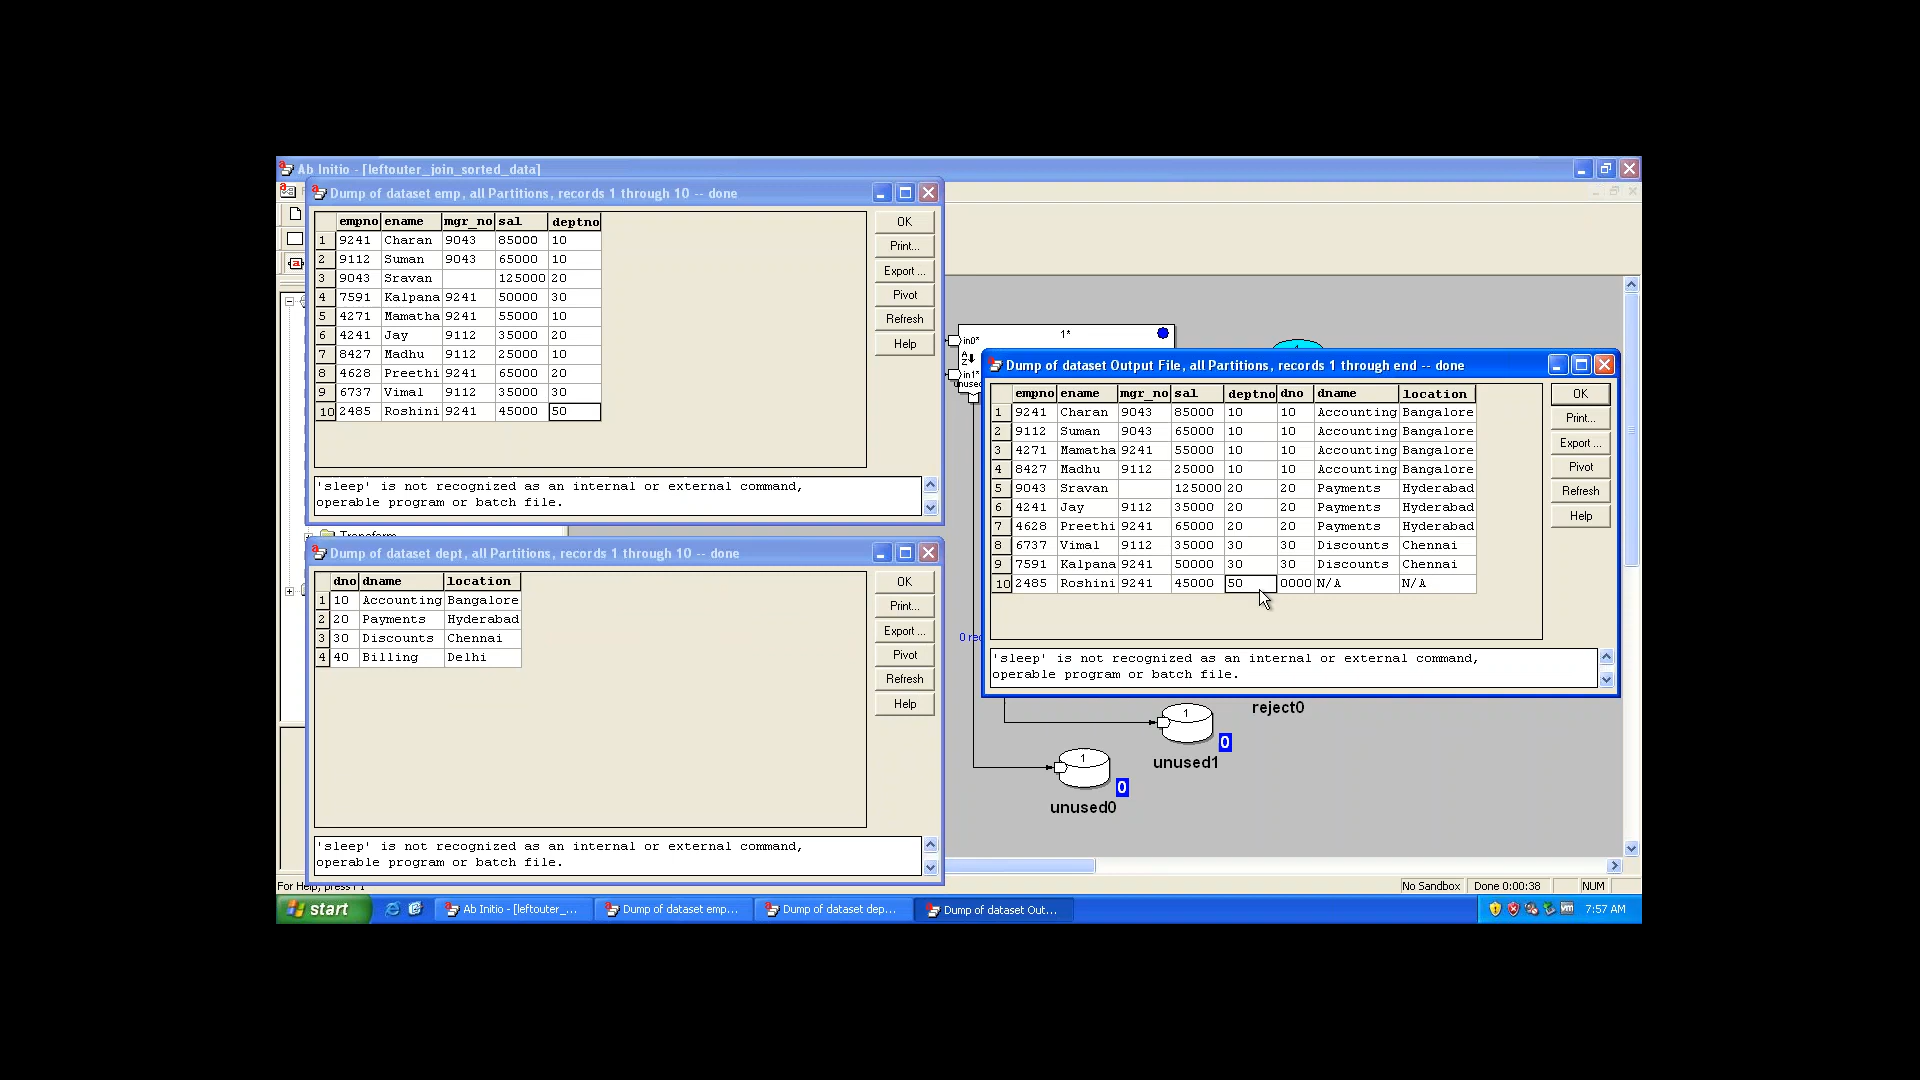 Ab Initio - [leftouter_join_sorted_data]
Dump of dataset emp, all Partitions, records 1 through 10 -- done
empno ename mgr_no sal deptno
1 9241 Charan 9043 85000 10
2 9112 Suman 9043 65000 10
3 9043 Sravan 125000 20
4 7591 Kalpana 9241 50000 30
5 4271 Mamatha 9241 55000 10
6 4241 Jay 9112 35000 20
7 8427 Madhu 9112 25000 10
8 4628 Preethi 9241 65000 20
9 6737 Vimal 9112 35000 30
10 2485 Roshini 9241 45000 50
OK
Print...
Export ...
Pivot
Refresh
Help
'sleep' is not recognized as an internal or external command,
operable program or batch file.
Dump of dataset dept, all Partitions, records 1 through 10 -- done
dno dname location
1 10 Accounting Bangalore
2 20 Payments Hyderabad
3 30 Discounts Chennai
4 40 Billing Delhi
OK
Print...
Export ...
Pivot
Refresh
Help
'sleep' is not recognized as an internal or external command,
operable program or batch file.
1*
in0*
in1*
Dump of dataset Output File, all Partitions, records 1 through end -- done
empno ename mgr_no sal deptno dno dname location
1 9241 Charan 9043 85000 10 10 Accounting Bangalore
2 9112 Suman 9043 65000 10 10 Accounting Bangalore
3 4271 Mamatha 9241 55000 10 10 Accounting Bangalore
4 8427 Madhu 9112 25000 10 10 Accounting Bangalore
5 9043 Sravan 125000 20 20 Payments Hyderabad
6 4241 Jay 9112 35000 20 20 Payments Hyderabad
7 4628 Preethi 9241 65000 20 20 Payments Hyderabad
8 6737 Vimal 9112 35000 30 30 Discounts Chennai
9 7591 Kalpana 9241 50000 30 30 Discounts Chennai
10 2485 Roshini 9241 45000 50 0000 N/A N/A
OK
Print...
Export ...
Pivot
Refresh
Help
'sleep' is not recognized as an internal or external command,
operable program or batch file.
reject0
1
0
unused1
1
0
unused0
For Help, press F1
No Sandbox Done 0:00:38 NUM
start
Ab Initio - [leftouter_...
Dump of dataset emp...
Dump of dataset dep...
Dump of dataset Out...
7:57 AM